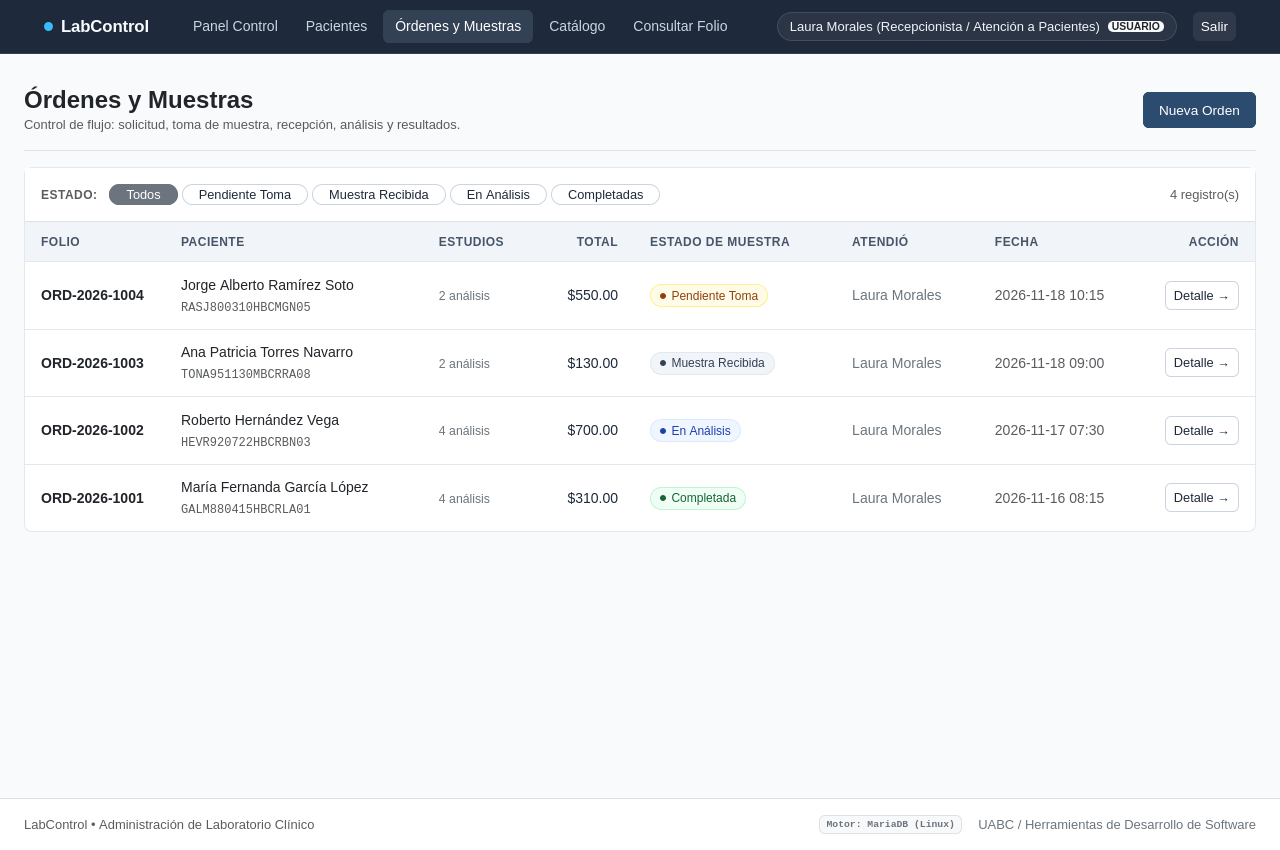 LabControl Panel Control Pacientes Órdenes y Muestras Catálogo Consultar Folio Laura Morales (Recepcionista / Atención a Pacientes) USUARIO Salir
Órdenes y Muestras
Control de flujo: solicitud, toma de muestra, recepción, análisis y resultados.
Nueva Orden
ESTADO: Todos Pendiente Toma Muestra Recibida En Análisis Completadas 4 registro(s)
FOLIO PACIENTE ESTUDIOS TOTAL ESTADO DE MUESTRA ATENDIÓ FECHA ACCIÓN
ORD-2026-1004 Jorge Alberto Ramírez Soto 2 análisis $550.00 Pendiente Toma Laura Morales 2026-11-18 10:15 Detalle →
RASJ800310HBCMGN05
ORD-2026-1003 Ana Patricia Torres Navarro 2 análisis $130.00 Muestra Recibida Laura Morales 2026-11-18 09:00 Detalle →
TONA951130MBCRRA08
ORD-2026-1002 Roberto Hernández Vega 4 análisis $700.00 En Análisis Laura Morales 2026-11-17 07:30 Detalle →
HEVR920722HBCRBN03
ORD-2026-1001 María Fernanda García López 4 análisis $310.00 Completada Laura Morales 2026-11-16 08:15 Detalle →
GALM880415HBCRLA01
LabControl • Administración de Laboratorio Clínico Motor: MariaDB (Linux) UABC / Herramientas de Desarrollo de Software